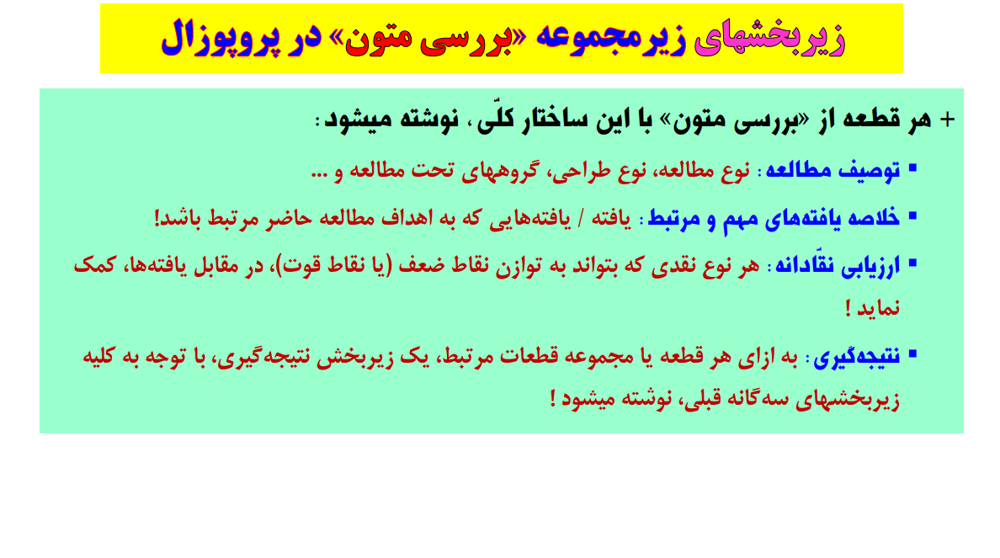 زیربخشهای زیرمجموعه «بررسی متون» در پروپوزال
+ هر قطعه از «بررسی متون» با این ساختار کلّی، نوشته میشود:
▪ توصیف مطالعه: نوع مطالعه، نوع طراحی، گروههای تحت مطالعه و ...
▪ خلاصه یافته‌های مهم و مرتبط: یافته / یافته‌هایی که به اهداف مطالعه حاضر مرتبط باشد!
▪ ارزیابی نقّادانه: هر نوع نقدی که بتواند به توازن نقاط ضعف (یا نقاط قوت)، در مقابل یافته‌ها، کمک
نماید !
▪ نتیجه‌گیری: به ازای هر قطعه یا مجموعه قطعات مرتبط، یک زیربخش نتیجه‌گیری، با توجه به کلیه
زیربخشهای سه‌گانه قبلی، نوشته میشود !